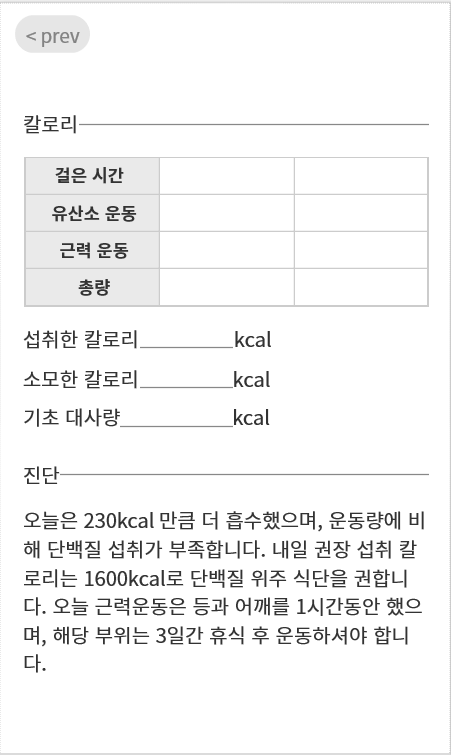 < prev
칼로리
걸은 시간
유산소 운동
근력 운동
총량
섭취한 칼로리__________kcal
소모한 칼로리__________kcal
기초 대사량____________kcal
진단
오늘은 230kcal 만큼 더 흡수했으며, 운동량에 비
해 단백질 섭취가 부족합니다. 내일 권장 섭취 칼
로리는 1600kcal로 단백질 위주 식단을 권합니
다. 오늘 근력운동은 등과 어깨를 1시간동안 했으
며, 해당 부위는 3일간 휴식 후 운동하셔야 합니
다.